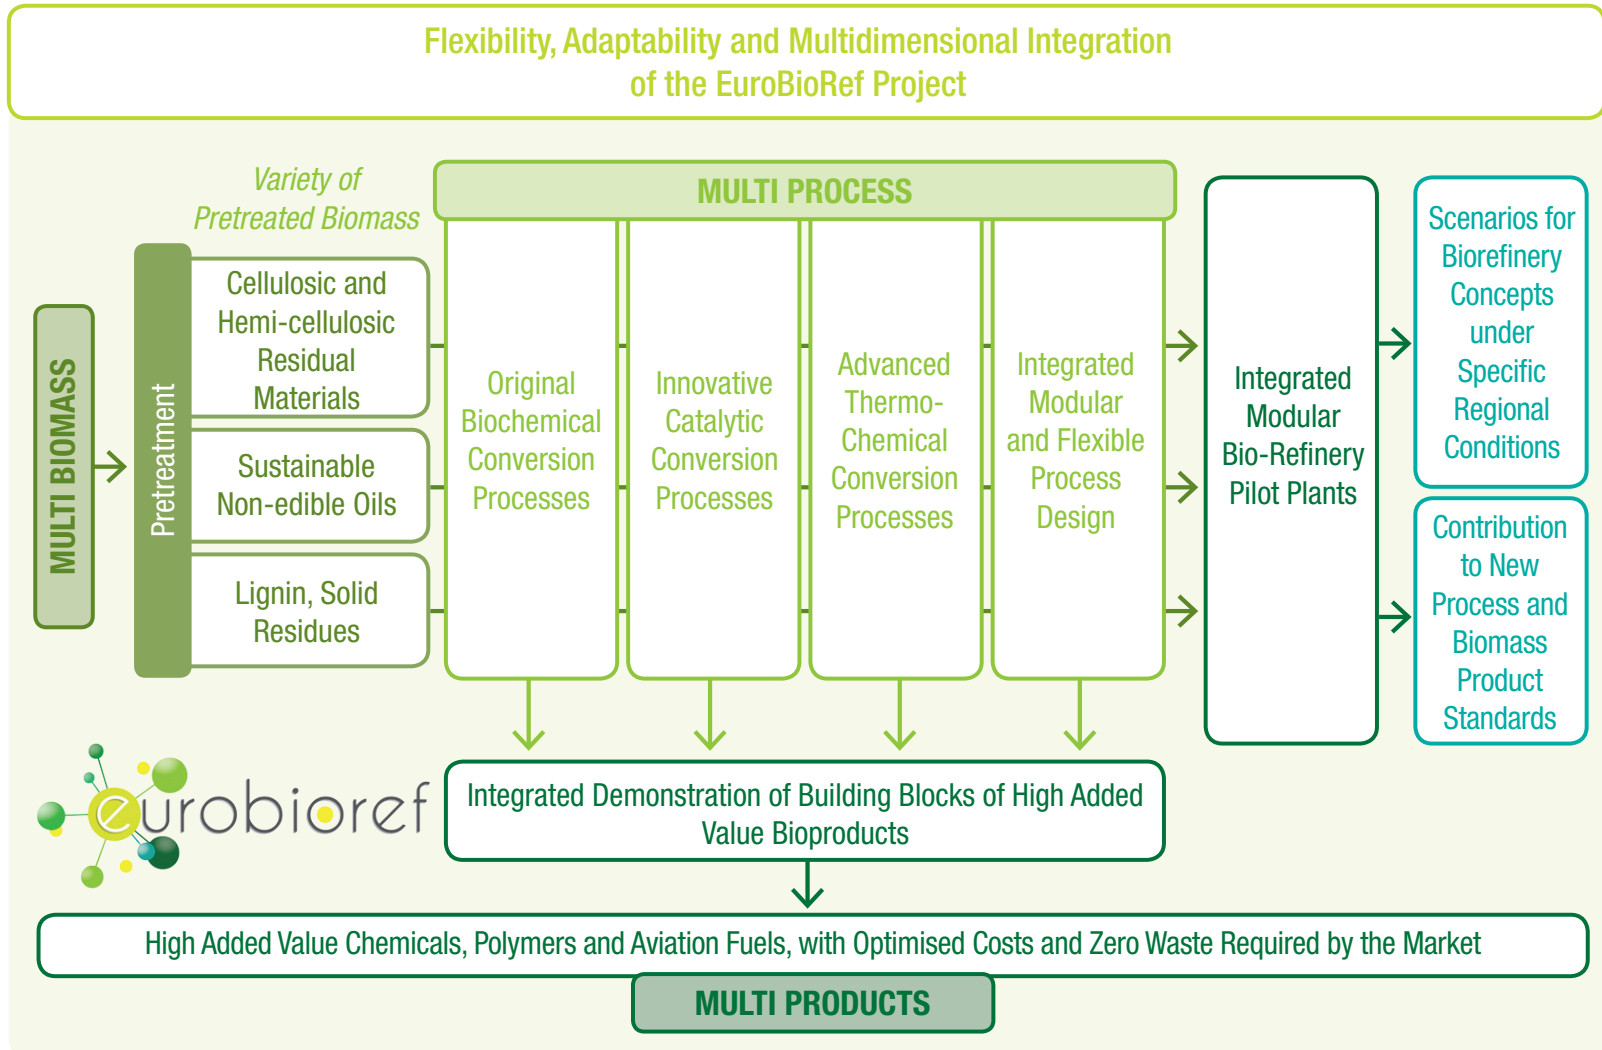 Flexibility, Adaptability and Multidimensional Integration
of the EuroBioRef Project
MULTI BIOMASS
Pretreatment
Variety of
Pretreated Biomass
Cellulosic and
Hemi-cellulosic
Residual
Materials
Sustainable
Non-edible Oils
Lignin, Solid
Residues
MULTI PROCESS
Original
Biochemical
Conversion
Processes
Innovative
Catalytic
Conversion
Processes
Advanced
Thermo-
Chemical
Conversion
Processes
Integrated
Modular
and Flexible
Process
Design
Integrated
Modular
Bio-Refinery
Pilot Plants
Scenarios for
Biorefinery
Concepts
under
Specific
Regional
Conditions
Contribution
to New
Process and
Biomass
Product
Standards
eurobioref
Integrated Demonstration of Building Blocks of High Added
Value Bioproducts
High Added Value Chemicals, Polymers and Aviation Fuels, with Optimised Costs and Zero Waste Required by the Market
MULTI PRODUCTS